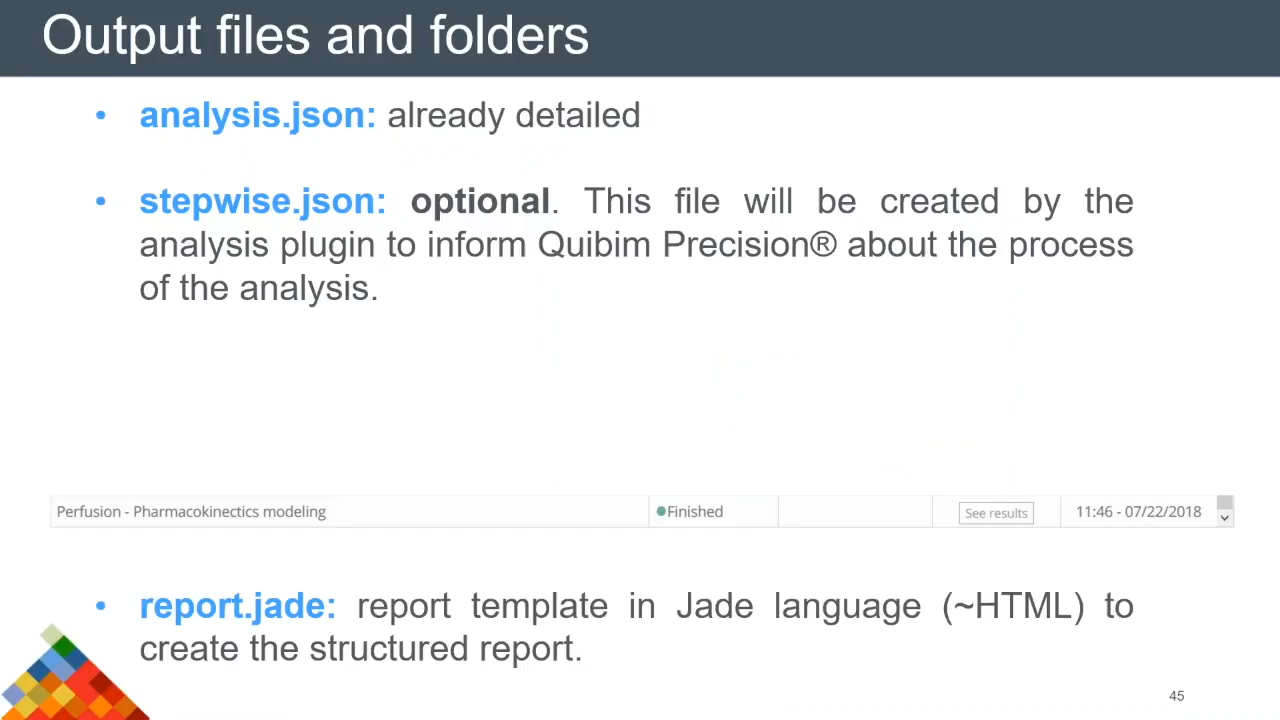 Output files and folders
• analysis.json: already detailed
• stepwise.json: optional. This file will be created by the
analysis plugin to inform Quibim Precision® about the process
of the analysis.
Perfusion - Pharmacokinectics modeling Finished See results 11:46 - 07/22/2018
• report.jade: report template in Jade language (~HTML) to
create the structured report.
45